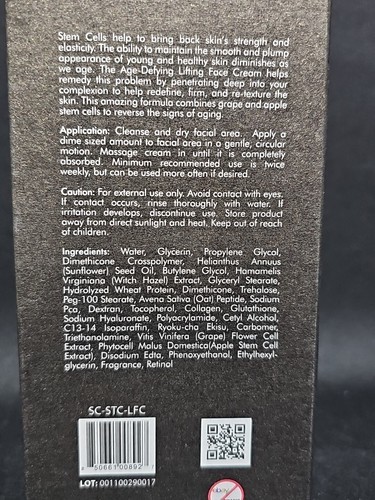 Stem Cells help to bring back skin's strength and
elasticity. The ability to maintain the smooth and plump
appearance of young and healthy skin diminishes as
we age. The Age-Defying Lifting Face Cream helps
remedy this problem by penetrating deep into your
complexion to help redefine, firm, and re-texture the
skin. This amazing formula combines grape and apple
stem cells to reverse the signs of aging.
Application: Cleanse and dry facial area. Apply a
dime sized amount to facial area in a gentle, circular
motion. Massage cream in until it is completely
absorbed. Minimum recommended use is twice
weekly, but can be used more often if desired.
Caution: For external use only. Avoid contact with eyes.
If contact occurs, rinse thoroughly with water. If
irritation develops, discontinue use. Store product
away from direct sunlight and heat. Keep out of reach
of children.
Ingredients: Water, Glycerin, Propylene Glycol,
Dimethicone Crosspolymer, Helianthus Annuus
(Sunflower) Seed Oil, Butylene Glycol, Hamamelis
Virginiana (Witch Hazel) Extract, Glyceryl Stearate,
Hydrolyzed Wheat Protein, Dimethicone, Trehalose,
Peg-100 Stearate, Avena Sativa (Oat) Peptide, Sodium
Pca, Dextran, Tocopherol, Collagen, Glutathione,
Sodium Hyaluronate, Polyacylamide, Cetyl Alcohol,
C13-14 Isoparaffin, Ryoku-cha Ekisu, Carbomer,
Triethanolamine, Vitis Vinifera (Grape) Flower Cell
Extract, Phytocell Malus Domestica(Apple Stem Cell
Extract), Disodium Edta, Phenoxyethanol, Ethylhexyl-
glycerin, Fragrance, Retinol
SC-STC-LFC
LOT: 001100290017